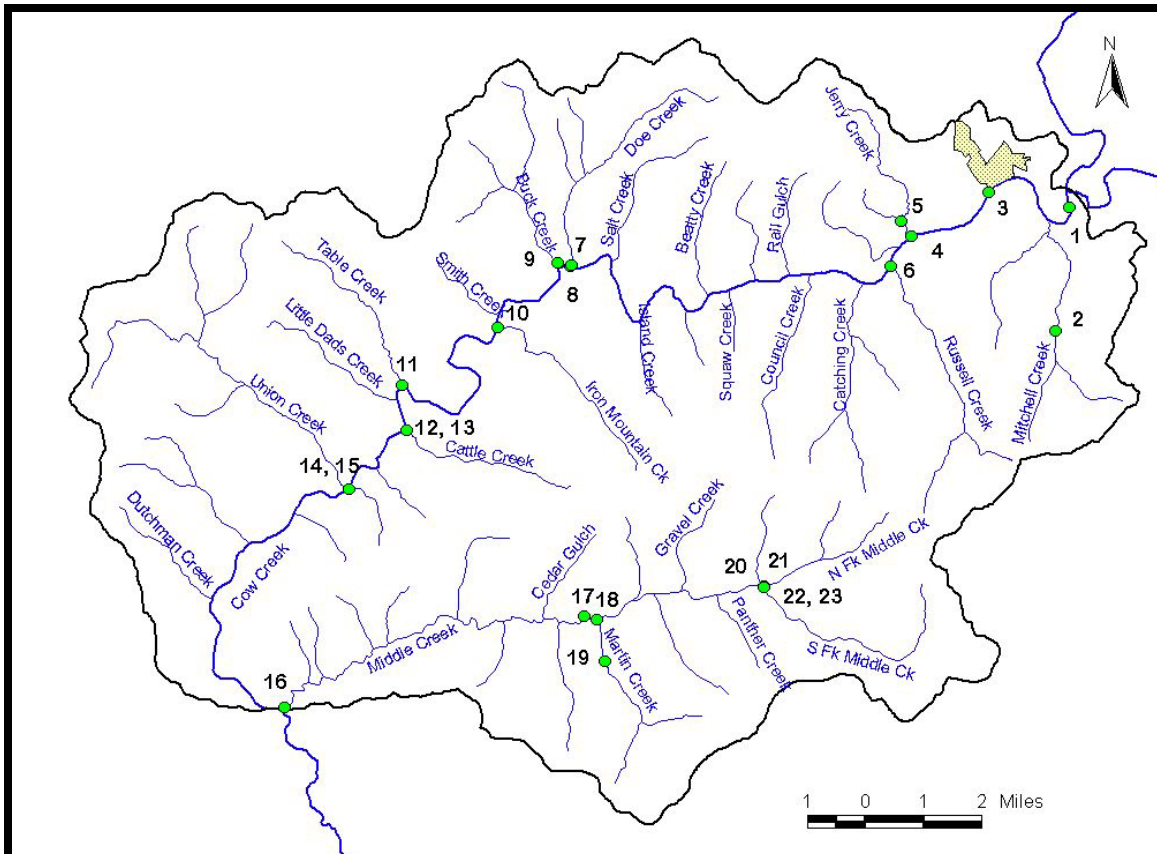 N
Jerry Creek
Doe Creek
Buck Creek
Salt Creek
Beatty Creek
Rail Gulch
3
1
5
4
9
7
8
6
Table Creek
Smith Creek
10
2
Little Dads Creek
Island Creek
Squaw Creek
Council Creek
Catching Creek
Russell Creek
Mitchell Creek
11
Union Creek
Iron Mountain Ck
12, 13
Cattle Creek
14, 15
Dutchman Creek
Cow Creek
Cedar Gulch
Gravel Creek
N Fk Middle Ck
20
21
22, 23
17
18
Middle Creek
Martin Creek
19
Panther Creek
S Fk Middle Ck
16
1 0 1 2 Miles